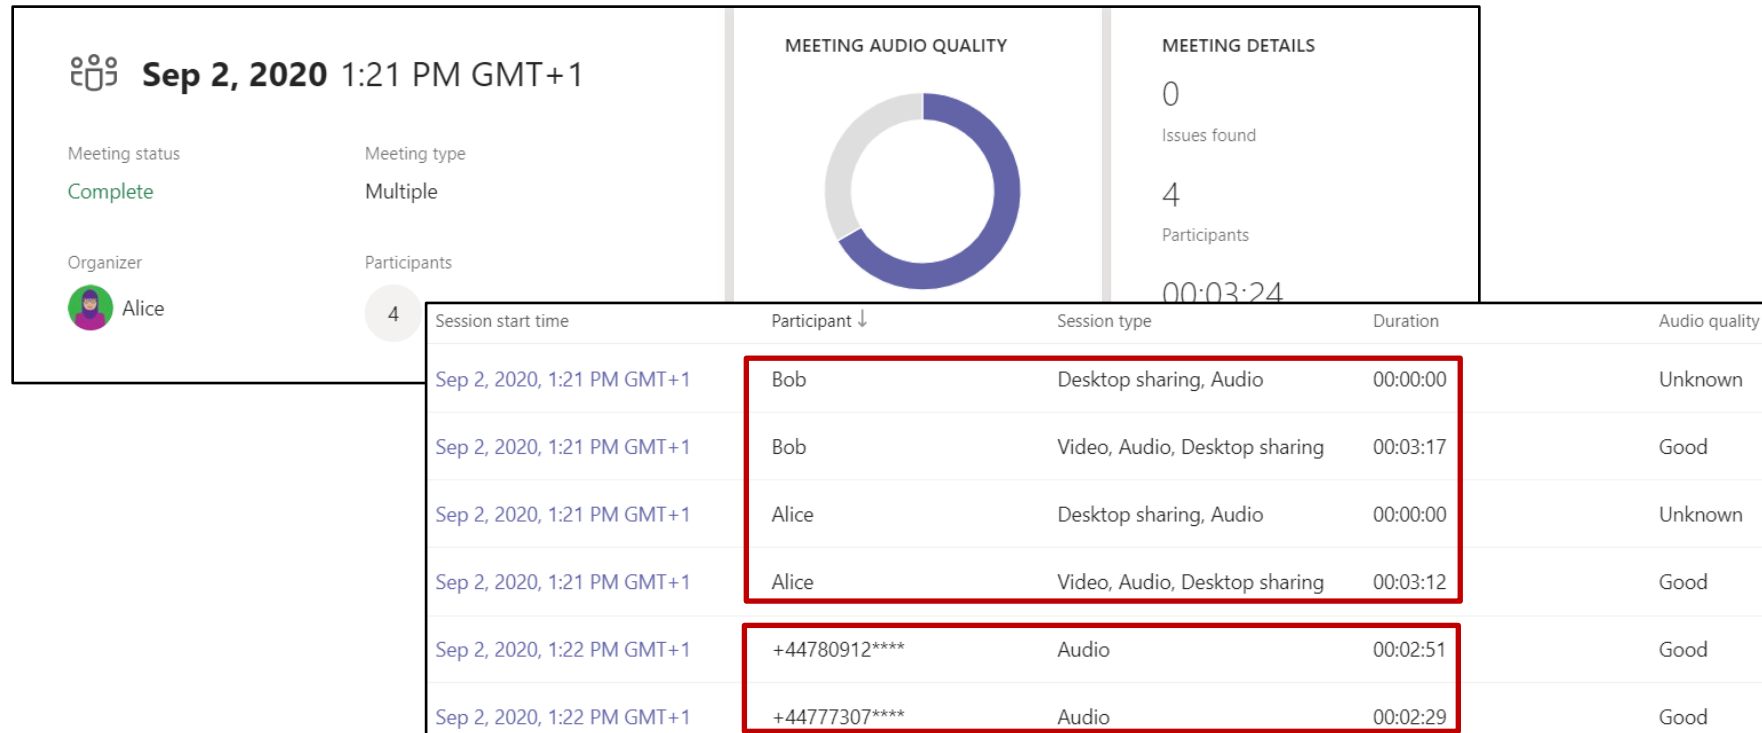 Sep 2, 2020 1:21 PM GMT+1
Meeting status Meeting type
Complete Multiple
Organizer Participants
Alice 4
MEETING AUDIO QUALITY
MEETING DETAILS
0
Issues found
4
Participants
00:03:24
Session start time Participant ↓ Session type Duration Audio quality
Sep 2, 2020, 1:21 PM GMT+1 Bob Desktop sharing, Audio 00:00:00 Unknown
Sep 2, 2020, 1:21 PM GMT+1 Bob Video, Audio, Desktop sharing 00:03:17 Good
Sep 2, 2020, 1:21 PM GMT+1 Alice Desktop sharing, Audio 00:00:00 Unknown
Sep 2, 2020, 1:21 PM GMT+1 Alice Video, Audio, Desktop sharing 00:03:12 Good
Sep 2, 2020, 1:22 PM GMT+1 +44780912**** Audio 00:02:51 Good
Sep 2, 2020, 1:22 PM GMT+1 +44777307**** Audio 00:02:29 Good